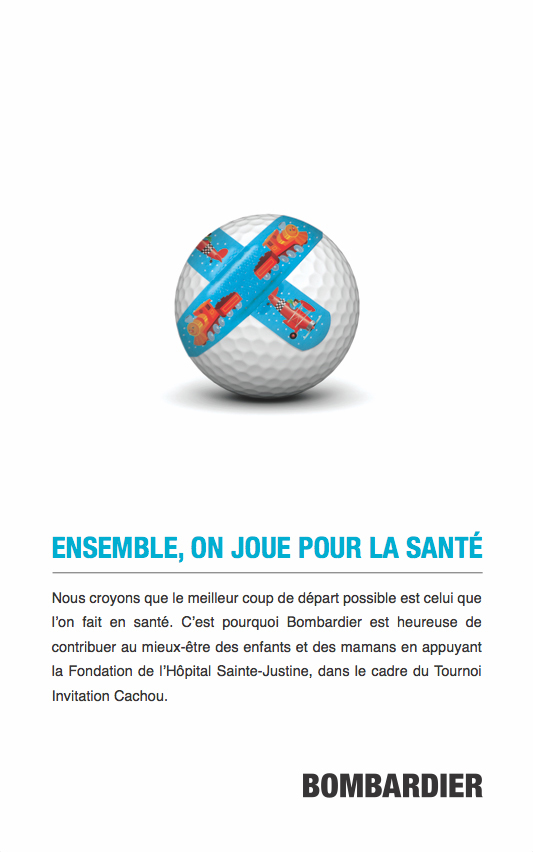 ENSEMBLE, ON JOUE POUR LA SANTÉ
Nous croyons que le meilleur coup de départ possible est celui que
l’on fait en santé. C’est pourquoi Bombardier est heureuse de
contribuer au mieux-être des enfants et des mamans en appuyant
la Fondation de l’Hôpital Sainte-Justine, dans le cadre du Tournoi
Invitation Cachou.
BOMBARDIER